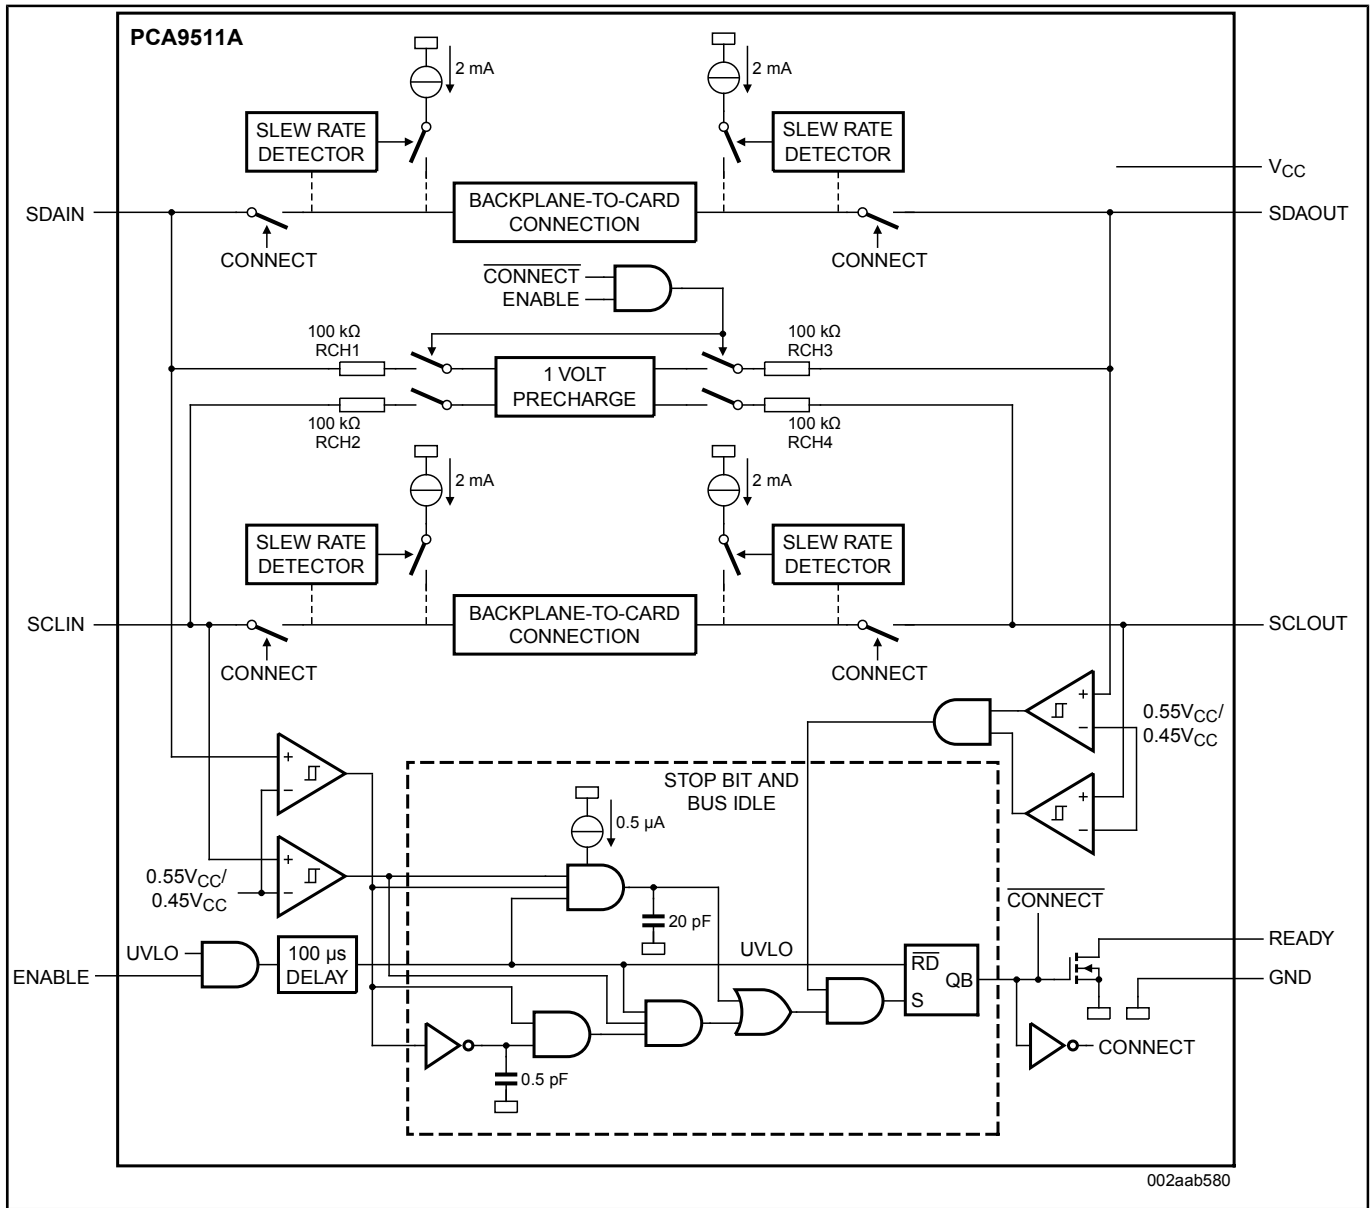 PCA9511A
2 mA
2 mA
SLEW RATE
DETECTOR
SLEW RATE
DETECTOR
VCC
SDAIN
BACKPLANE-TO-CARD
CONNECTION
SDAOUT
CONNECT
CONNECT
CONNECT
ENABLE
100 kΩ
RCH1
100 kΩ
RCH3
1 VOLT
PRECHARGE
100 kΩ
RCH2
100 kΩ
RCH4
2 mA
2 mA
SLEW RATE
DETECTOR
SLEW RATE
DETECTOR
SCLIN
BACKPLANE-TO-CARD
CONNECTION
SCLOUT
CONNECT
CONNECT
+
−
0.55VCC/
0.45VCC
+
−
STOP BIT AND
BUS IDLE
+
−
0.5 µA
+
−
0.55VCC/
0.45VCC
20 pF
CONNECT
UVLO
100 µs
DELAY
UVLO
READY
ENABLE
RD
QB
S
GND
0.5 pF
CONNECT
002aab580